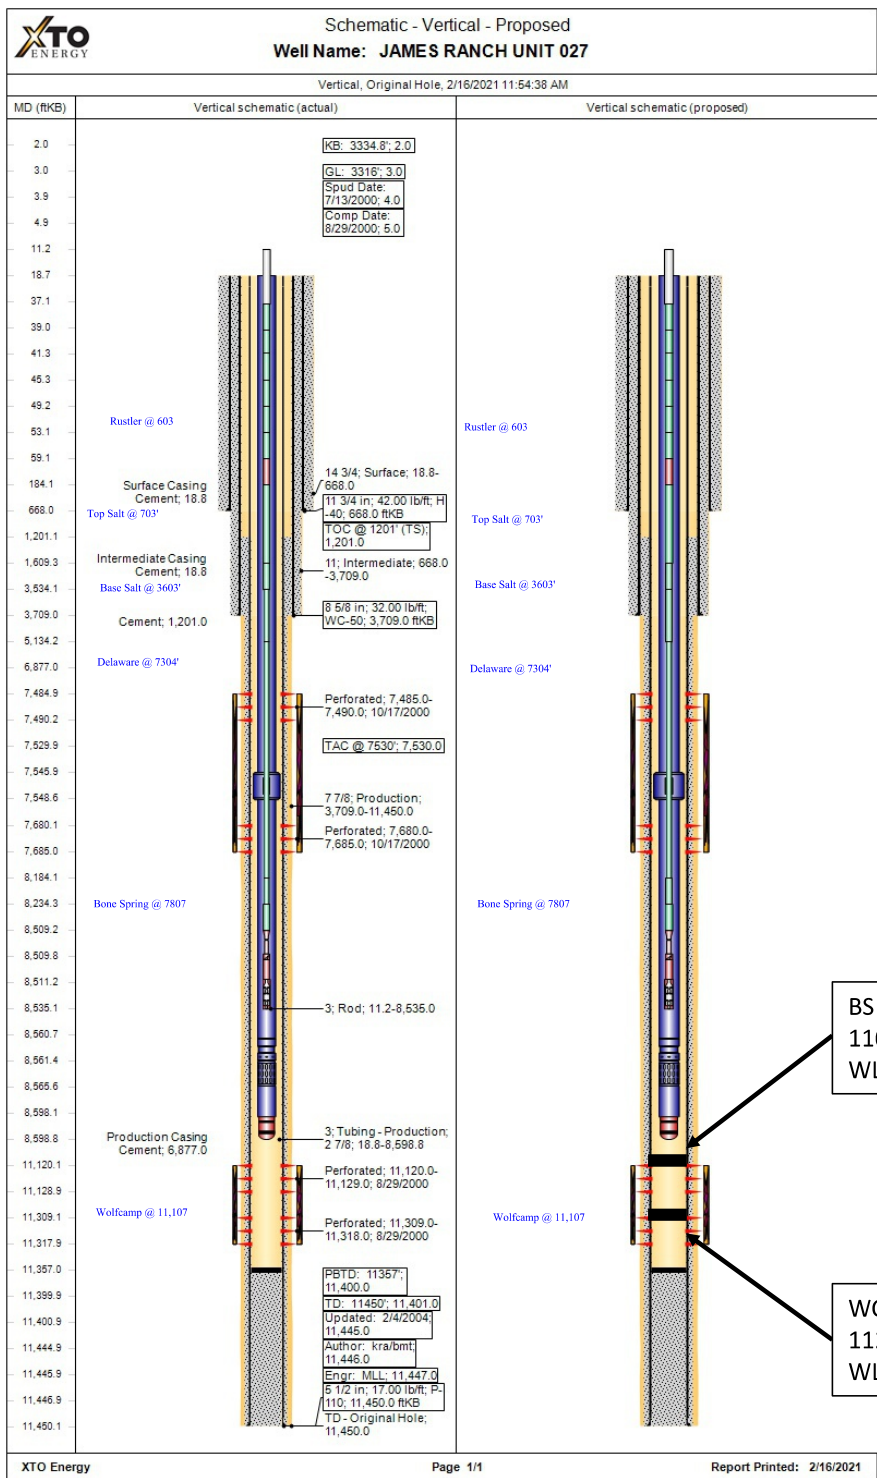 XTO
ENERGY
Schematic - Vertical - Proposed
Well Name: JAMES RANCH UNIT 027
Vertical, Original Hole, 2/16/2021 11:54:38 AM
MD (ftKB)
Vertical schematic (actual)
Vertical schematic (proposed)
2.0
3.0
3.9
4.9
11.2
18.7
37.1
39.0
41.3
45.3
49.2
53.1
59.1
184.1
668.0
1,201.1
1,609.3
3,534.1
3,709.0
5,134.2
6,877.0
7,484.9
7,490.2
7,529.9
7,545.9
7,548.6
7,680.1
7,685.0
8,184.1
8,234.3
8,509.2
8,509.8
8,511.2
8,535.1
8,560.7
8,561.4
8,565.6
8,598.1
8,598.8
11,120.1
11,128.9
11,309.1
11,317.9
11,357.0
11,399.9
11,400.9
11,444.9
11,445.9
11,446.9
11,450.1
Rustler @ 603
Surface Casing
Cement; 18.8
Top Salt @ 703'
Intermediate Casing
Cement; 18.8
Base Salt @ 3603'
Cement; 1,201.0
Delaware @ 7304'
Bone Spring @ 7807
Production Casing
Cement; 6,877.0
Wolfcamp @ 11,107
KB: 3334.8'; 2.0
GL: 3316'; 3.0
Spud Date:
7/13/2000; 4.0
Comp Date:
8/29/2000; 5.0
14 3/4; Surface; 18.8-
668.0
11 3/4 in; 42.00 lb/ft; H
-40; 668.0 ftKB
TOC @ 1201' (TS);
1,201.0
11; Intermediate; 668.0
-3,709.0
8 5/8 in; 32.00 lb/ft;
WC-50; 3,709.0 ftKB
Perforated; 7,485.0-
7,490.0; 10/17/2000
TAC @ 7530'; 7,530.0
7 7/8; Production;
3,709.0-11,450.0
Perforated; 7,680.0-
7,685.0; 10/17/2000
3; Rod; 11.2-8,535.0
3; Tubing - Production;
2 7/8; 18.8-8,598.8
Perforated; 11,120.0-
11,129.0; 8/29/2000
Perforated; 11,309.0-
11,318.0; 8/29/2000
PBTD: 11357';
11,400.0
TD: 11450'; 11,401.0
Updated: 2/4/2004;
11,445.0
Author: kra/bmt;
11,446.0
Engr: MLL; 11,447.0
5 1/2 in; 17.00 lb/ft; P-
110; 11,450.0 ftKB
TD - Original Hole;
11,450.0
Rustler @ 603
Top Salt @ 703'
Base Salt @ 3603'
Delaware @ 7304'
Bone Spring @ 7807
Wolfcamp @ 11,107
BS
WL
WL
XTO Energy
Page 1/1
Report Printed: 2/16/2021